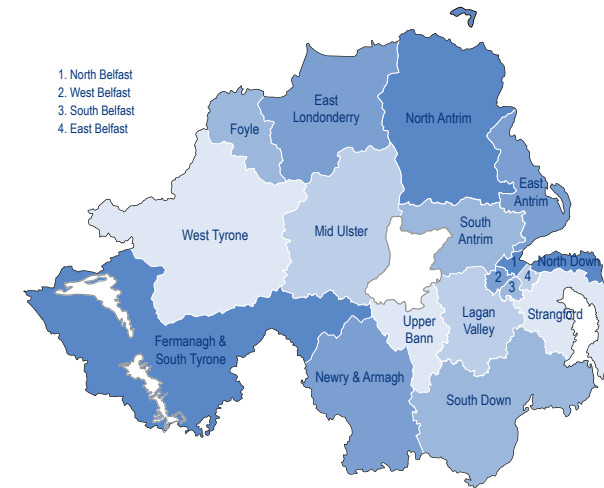 1. North Belfast
2. West Belfast
3. South Belfast
4. East Belfast
East
Londonderry
North Antrim
Foyle
East
Antrim
West Tyrone
Mid Ulster
South
Antrim
1
North Down
2
4
3
Upper
Bann
Lagan
Valley
Strangford
Fermanagh &
South Tyrone
Newry & Armagh
South Down